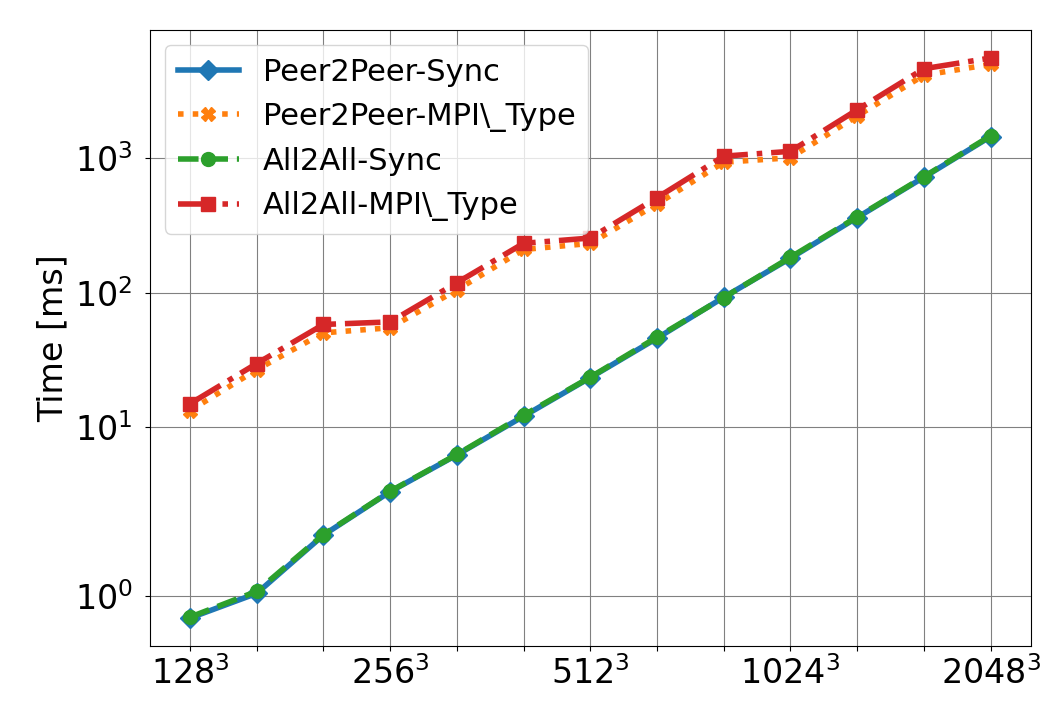 Peer2Peer-Sync
Peer2Peer-MPI\_Type
All2All-Sync
All2All-MPI\_Type
Time [ms]
10³
10²
10¹
10⁰
128³ 256³ 512³ 1024³ 2048³